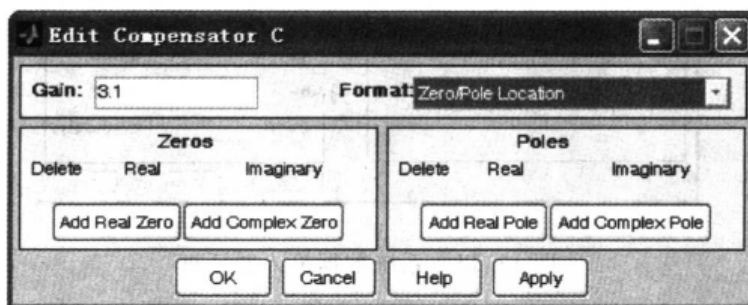 Edit Compensator C
Gain: 3.1 Format: Zero/Pole Location
Zeros
Delete Real Imaginary
Add Real Zero Add Complex Zero
Poles
Delete Real Imaginary
Add Real Pole Add Complex Pole
OK Cancel Help Apply